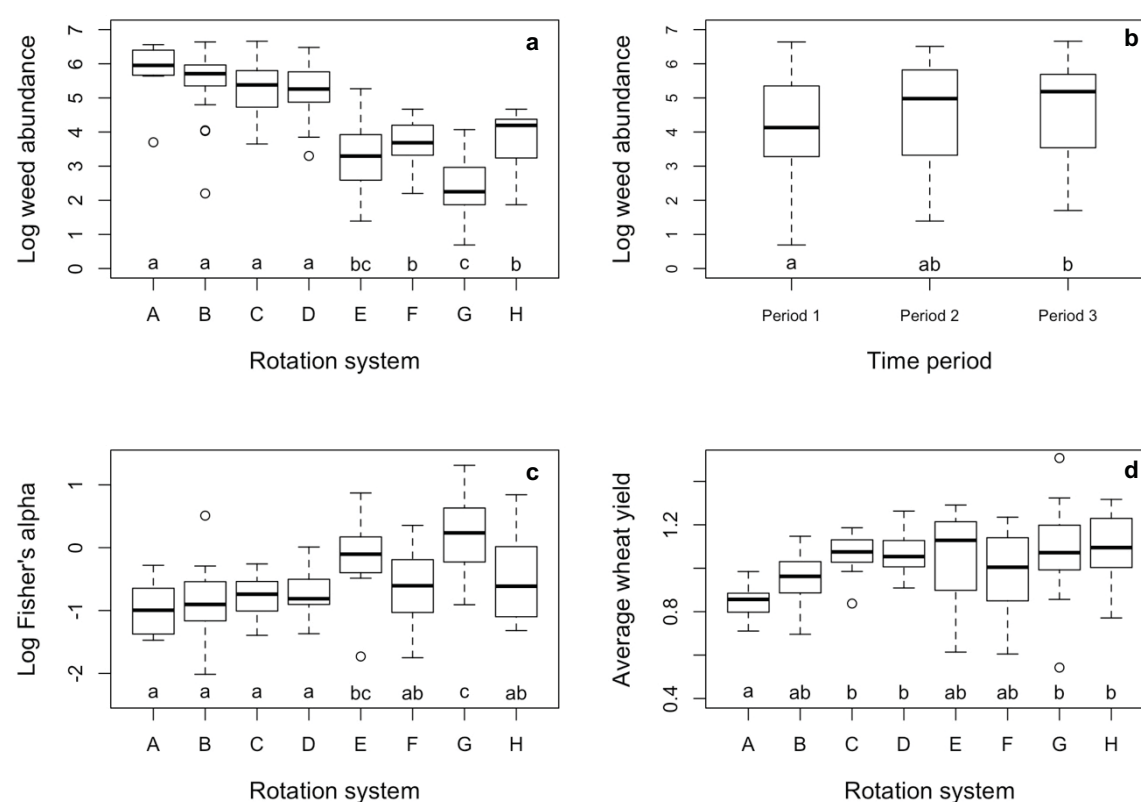 a
Log weed abundance
7
6
5
4
3
2
1
0
a a a a bc b c b
A B C D E F G H
Rotation system
b
Log weed abundance
7
6
5
4
3
2
1
0
a ab b
Period 1 Period 2 Period 3
Time period
c
Log Fisher's alpha
1
0
-1
-2
a a a a bc ab c ab
A B C D E F G H
Rotation system
d
Average wheat yield
1.2
0.8
0.4
a ab b b ab ab b b
A B C D E F G H
Rotation system